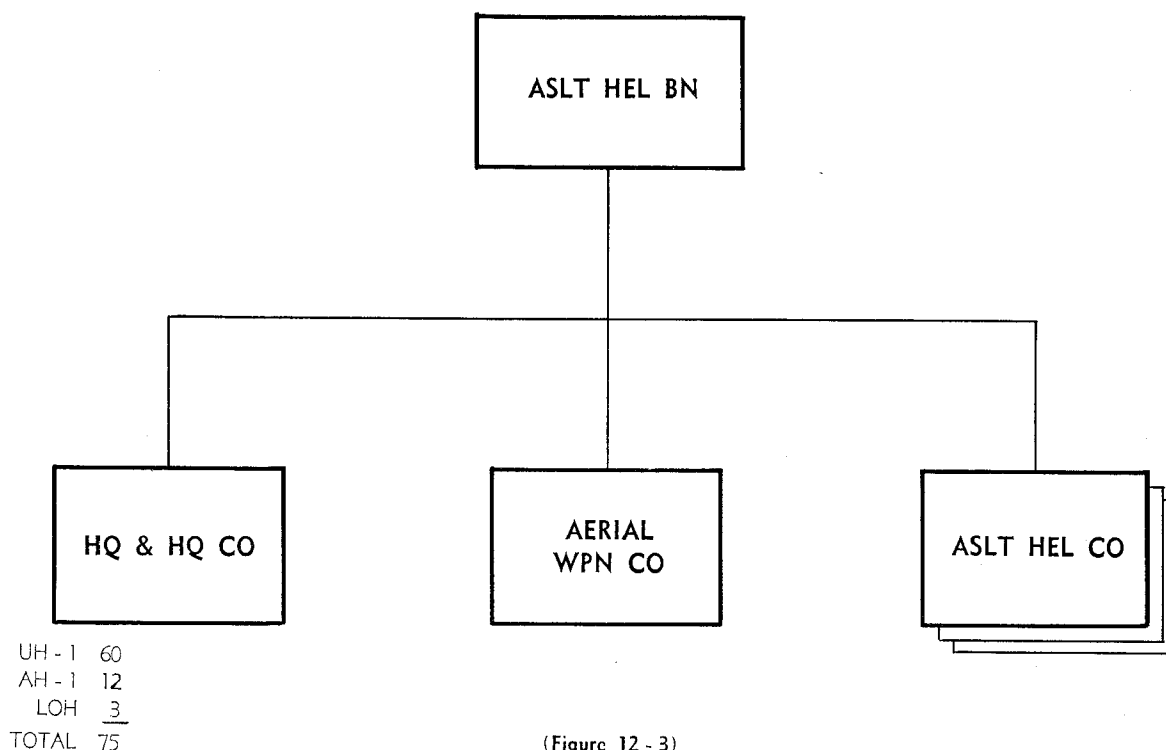 ASLT HEL BN
HQ & HQ CO
AERIAL
WPN CO
ASLT HEL CO
UH - 1 60
AH - 1 12
LOH 3
TOTAL 75
(Figure 12 - 3)